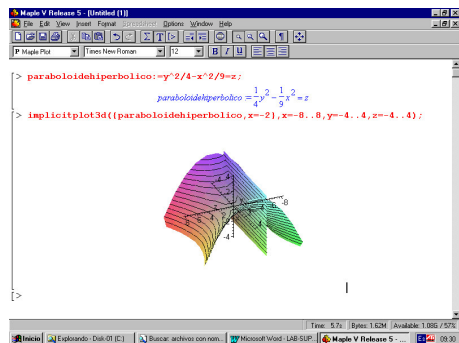 Maple V Release 5 - [Untitled (1)]
File Edit View Insert Format Spreadsheet Options Window Help
P Maple Plot Times New Roman 12 B I U
> paraboloidehiperbolico:=y^2/4-x^2/9=z;
paraboloidehiperbolico := 1/4 y^2 - 1/9 x^2 = z
> implicitplot3d({paraboloidehiperbolico,x=-2},x=-8..8,y=-4..4,z=-4..4);
-8
-4
>
Time: 5.7s Bytes: 1.62M Available: 1.08G / 57%
Inicio Explorando - Disk-01 (C:) Buscar: archivos con nom... Microsoft Word - LAB-SUP... Maple V Release 5 - ... 09:30